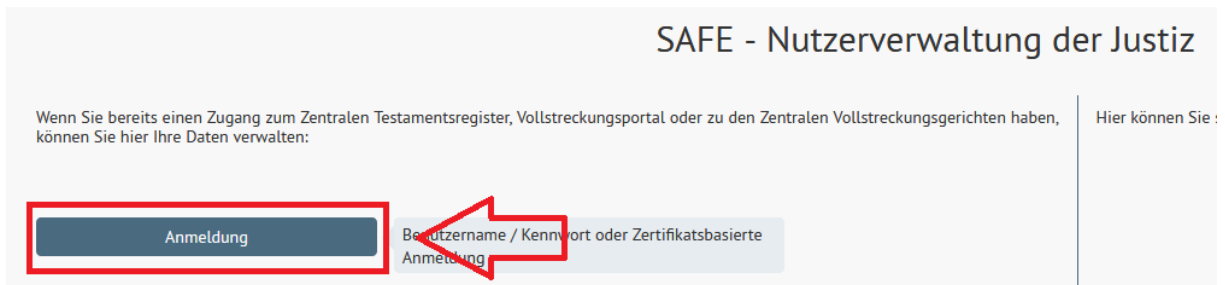 SAFE - Nutzerverwaltung der Justiz
Wenn Sie bereits einen Zugang zum Zentralen Testamentsregister, Vollstreckungsportal oder zu den Zentralen Vollstreckungsgerichten haben,
können Sie hier Ihre Daten verwalten:
Hier können Sie
Anmeldung
Benutzername / Kennwort oder Zertifikatsbasierte
Anmeldung